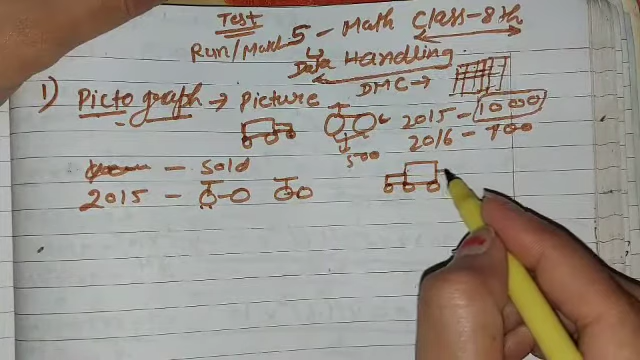 Test
Run/Mark 5 - Math Class-8th
Data Handling
DMC →
1) Pictograph → Picture
2015 - 10000
2016 - 700
500
- Sold
2015 -